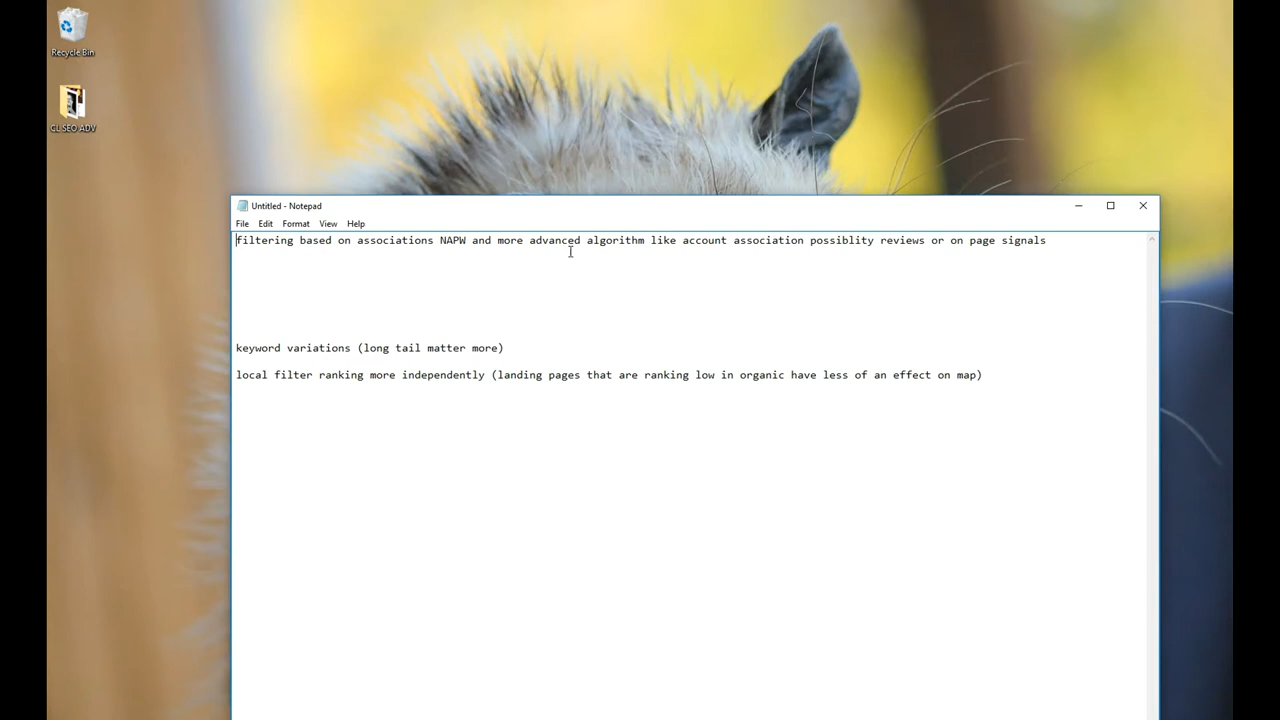 Recycle Bin
CL SEO ADV
Untitled - Notepad
File Edit Format View Help
filtering based on associations NAPW and more advanced algorithm like account association possiblity reviews or on page signals
keyword variations (long tail matter more)
local filter ranking more independently (landing pages that are ranking low in organic have less of an effect on map)